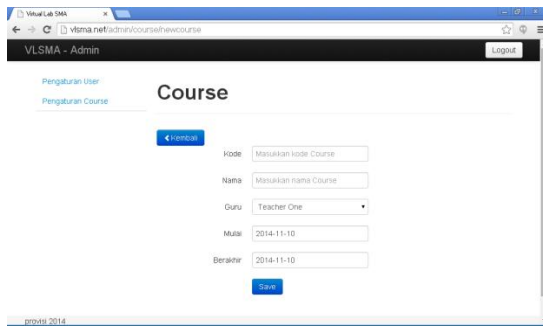 Virtual Lab SMA
vlsma.net/admin/course/newcourse
VLSMA - Admin
Logout
Pengaturan User
Pengaturan Course
Course
Kembali
Kode
Masukkan kode Course
Nama
Masukkan nama Course
Guru
Teacher One
Mulai
2014-11-10
Berakhir
2014-11-10
Save
provisi 2014